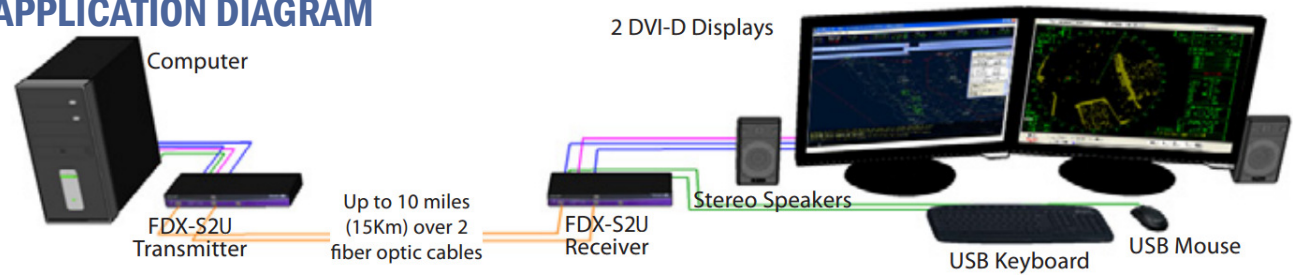 APPLICATION DIAGRAM
Computer
2 DVI-D Displays
FDX-S2U
Transmitter
Up to 10 miles
(15Km) over 2
fiber optic cables
FDX-S2U
Receiver
Stereo Speakers
USB Keyboard
USB Mouse